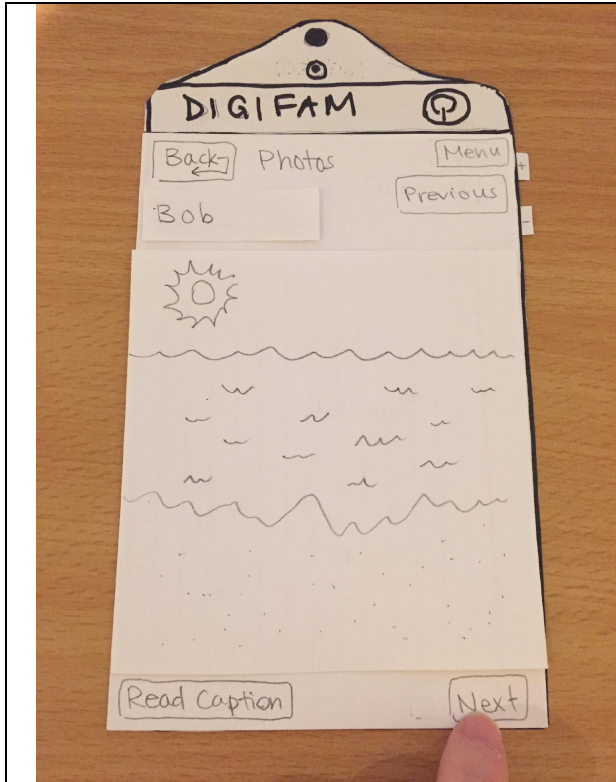 DIGIFAM
Back Photos Menu
+
Previous
Bob
-
Read Caption Next